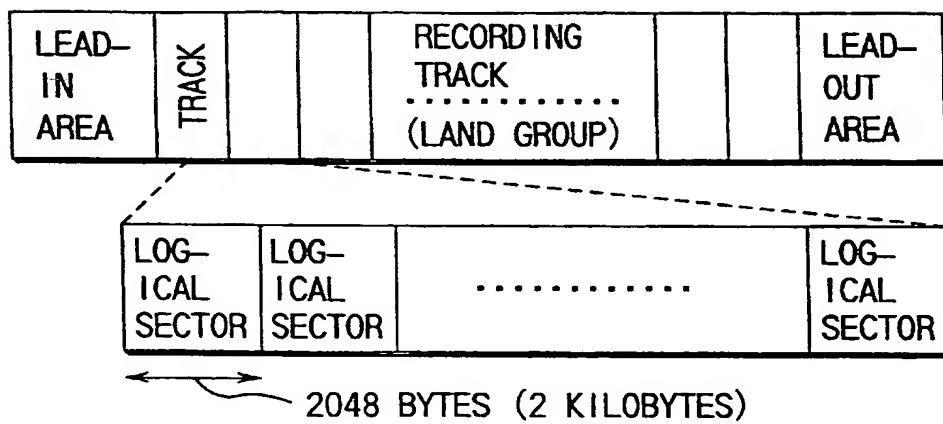 LEAD-
IN
AREA
TRACK
RECORDING
TRACK
(LAND GROUP)
LEAD-
OUT
AREA
LOG-
ICAL
SECTOR
LOG-
ICAL
SECTOR
LOG-
ICAL
SECTOR
2048 BYTES (2 KILOBYTES)